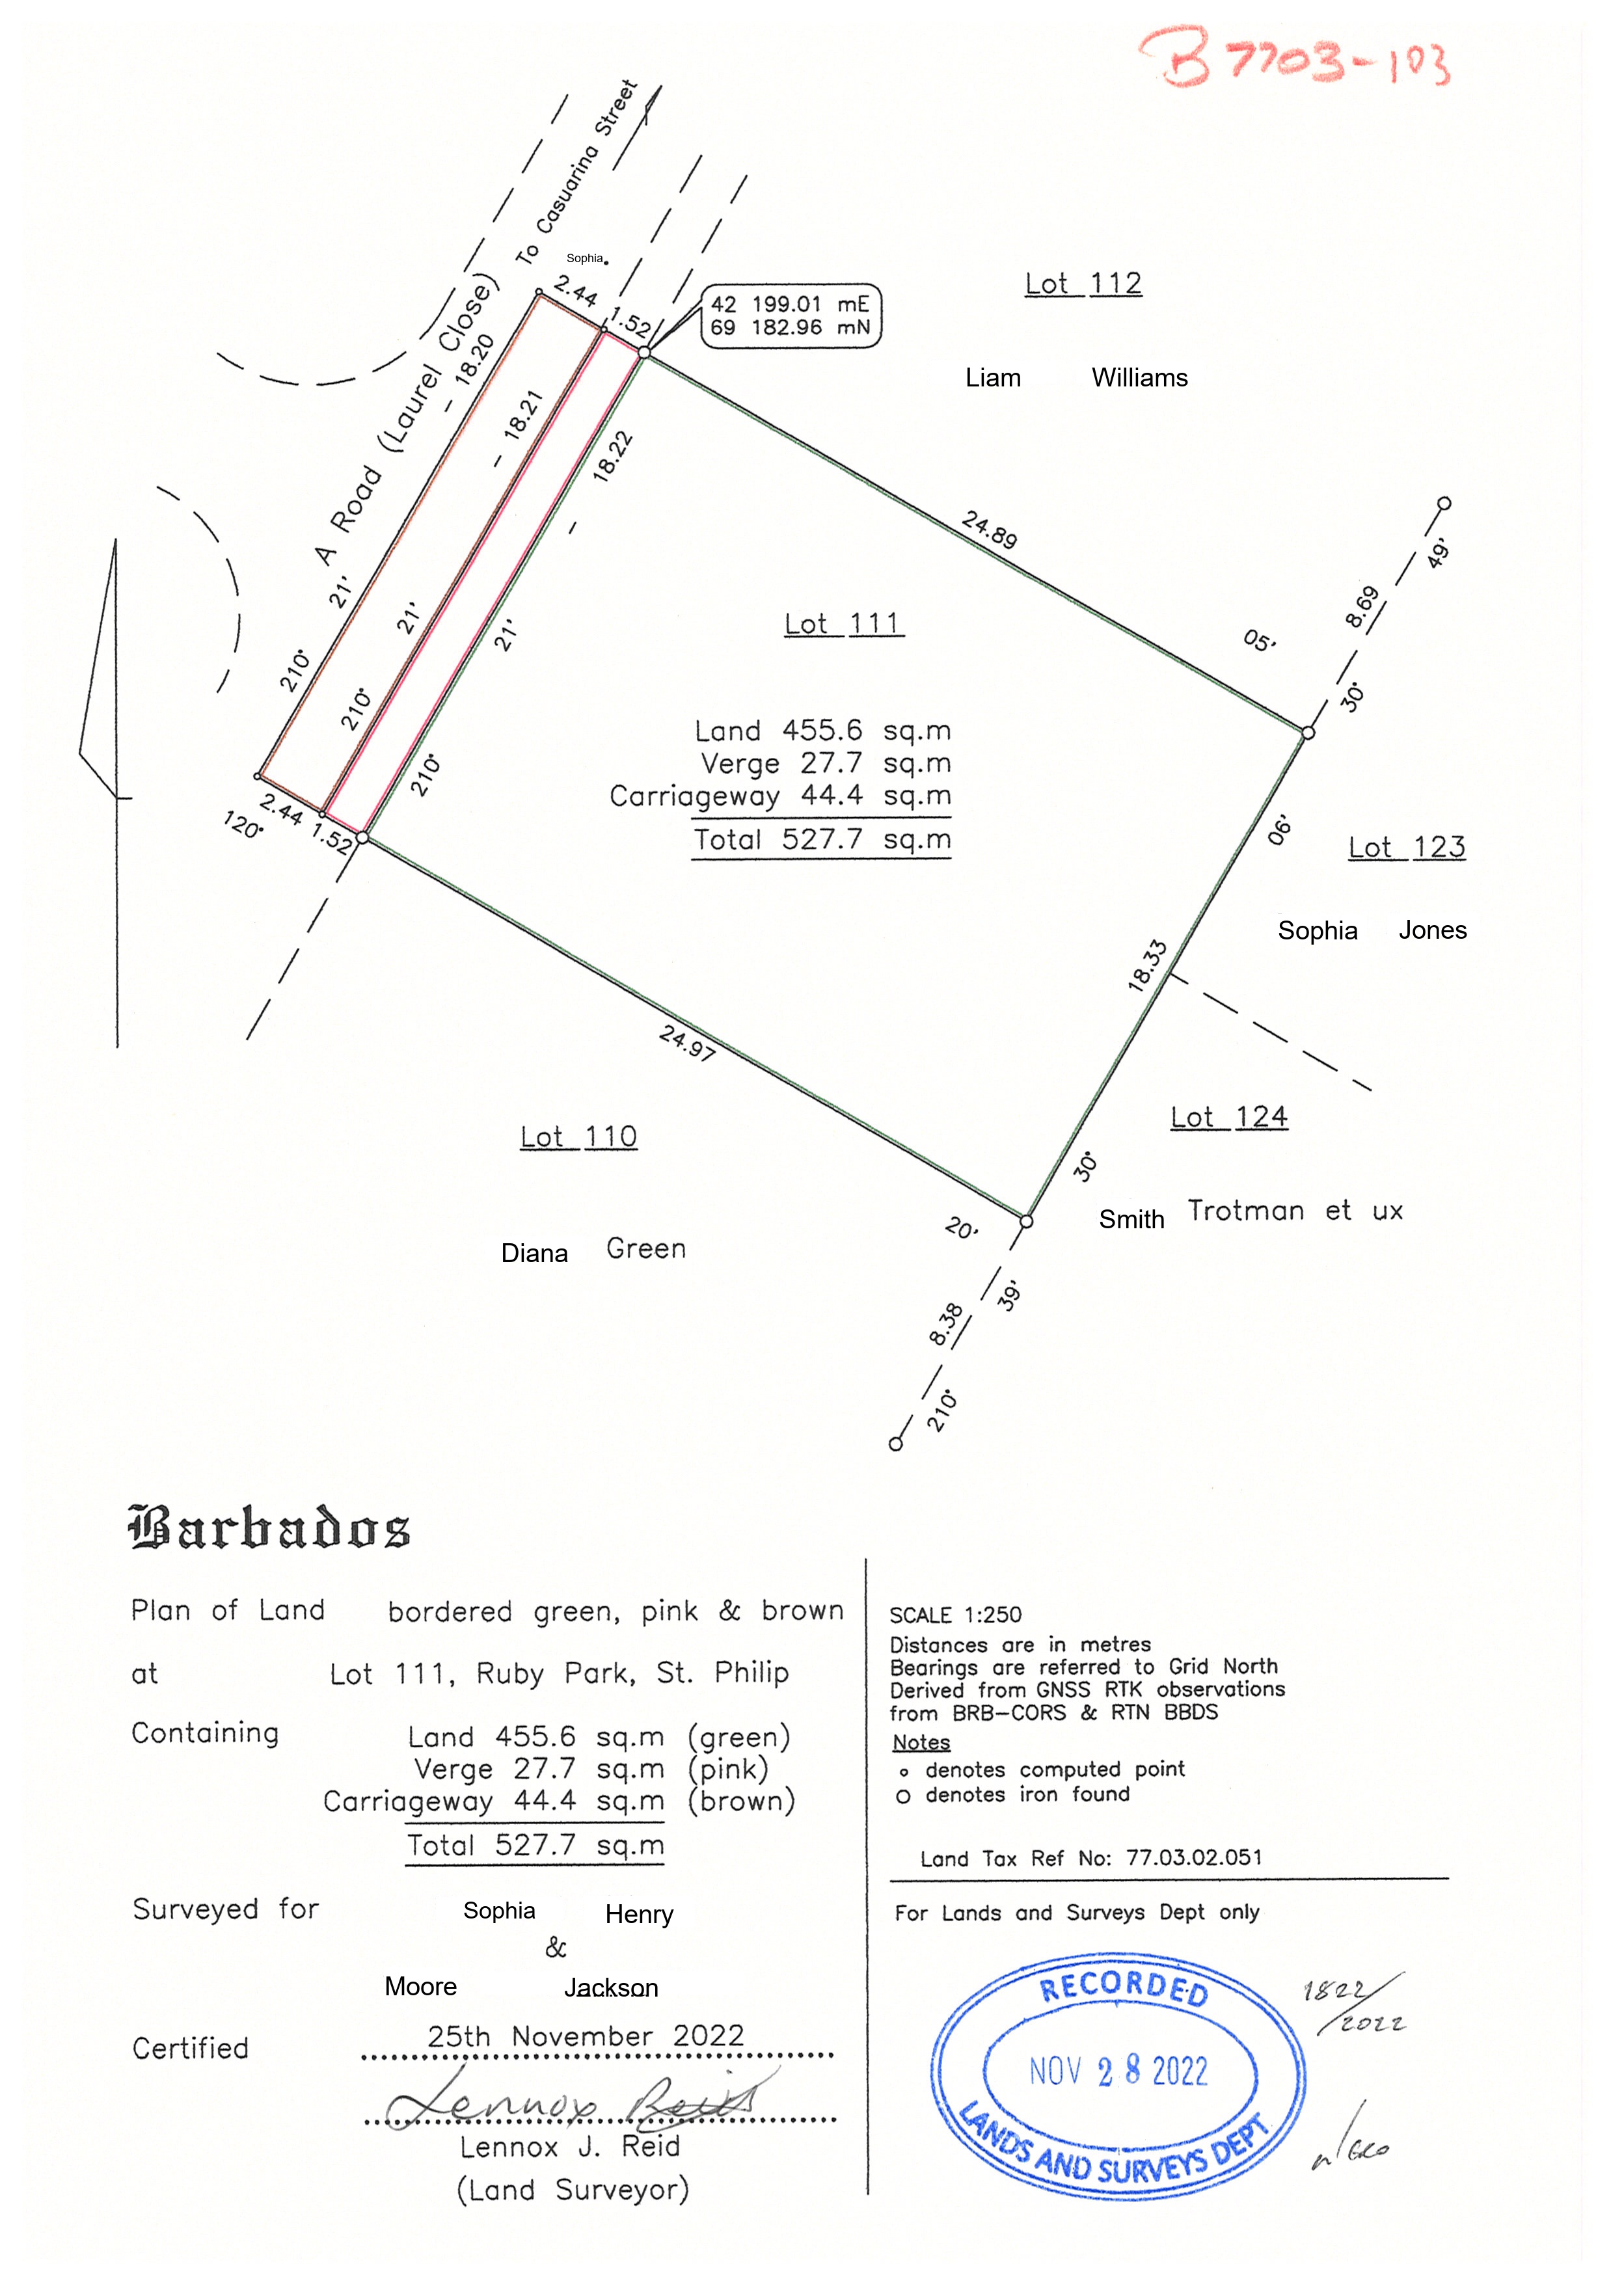 B 7703-103
To Casuarina Street
Sophia
A Road (Laurel Close)
2.44
1.52
42 199.01 mE
69 182.96 mN
Lot 112
Liam Williams
18.20
18.21
18.22
24.89
49'
8.69
30°
05'
21'
21'
21'
210°
210°
210°
Lot 111
Land 455.6 sq.m
Verge 27.7 sq.m
Carriageway 44.4 sq.m
Total 527.7 sq.m
2.44
1.52
120°
06'
Lot 123
Sophia Jones
18.33
24.97
Lot 110
Diana Green
Lot 124
Smith Trotman et ux
30°
20'
39'
8.38
210°
Barbados
Plan of Land bordered green, pink & brown
at Lot 111, Ruby Park, St. Philip
Containing Land 455.6 sq.m (green)
Verge 27.7 sq.m (pink)
Carriageway 44.4 sq.m (brown)
Total 527.7 sq.m
Surveyed for Sophia Henry
&
Moore Jackson
Certified 25th November 2022
Lennox Reid
Lennox J. Reid
(Land Surveyor)
SCALE 1:250
Distances are in metres
Bearings are referred to Grid North
Derived from GNSS RTK observations
from BRB-CORS & RTN BBDS
Notes
denotes computed point
denotes iron found
Land Tax Ref No: 77.03.02.051
For Lands and Surveys Dept only
RECORDED
NOV 28 2022
LANDS AND SURVEYS DEPT
1822/2022